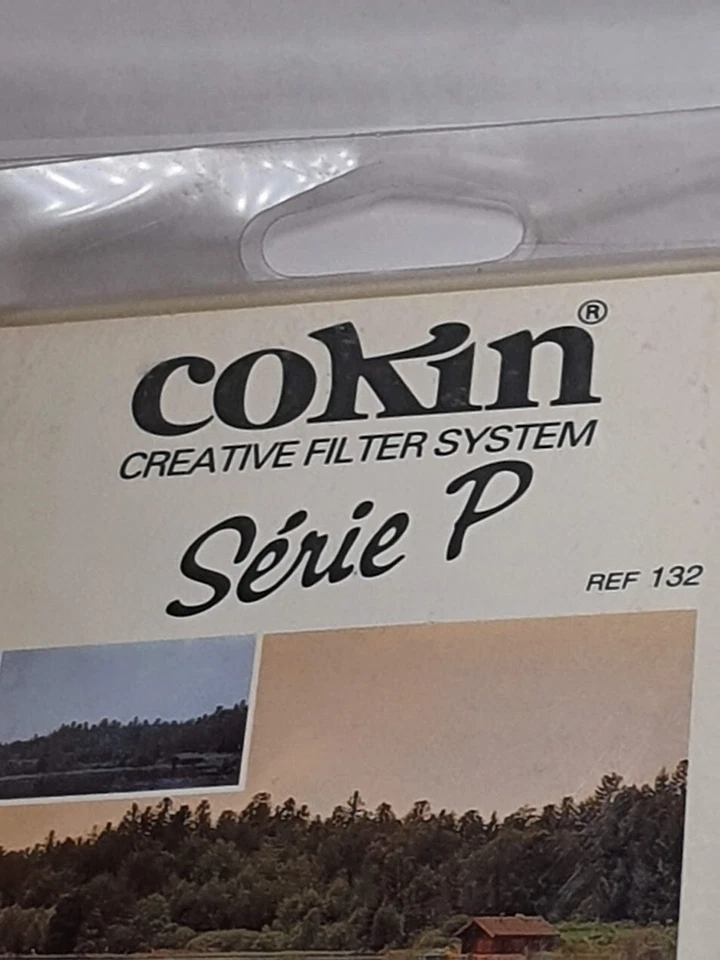 cokin®
CREATIVE FILTER SYSTEM
Série P
REF 132